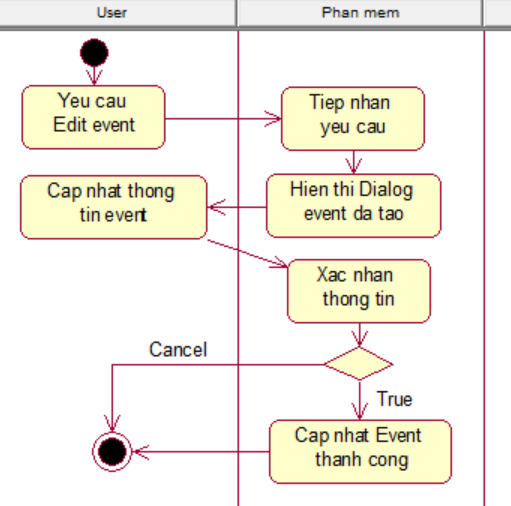 User
Phan mem
Yeu cau
Edit event
Tiep nhan
yeu cau
Hien thi Dialog
event da tao
Cap nhat thong
tin event
Xac nhan
thong tin
Cancel
True
Cap nhat Event
thanh cong